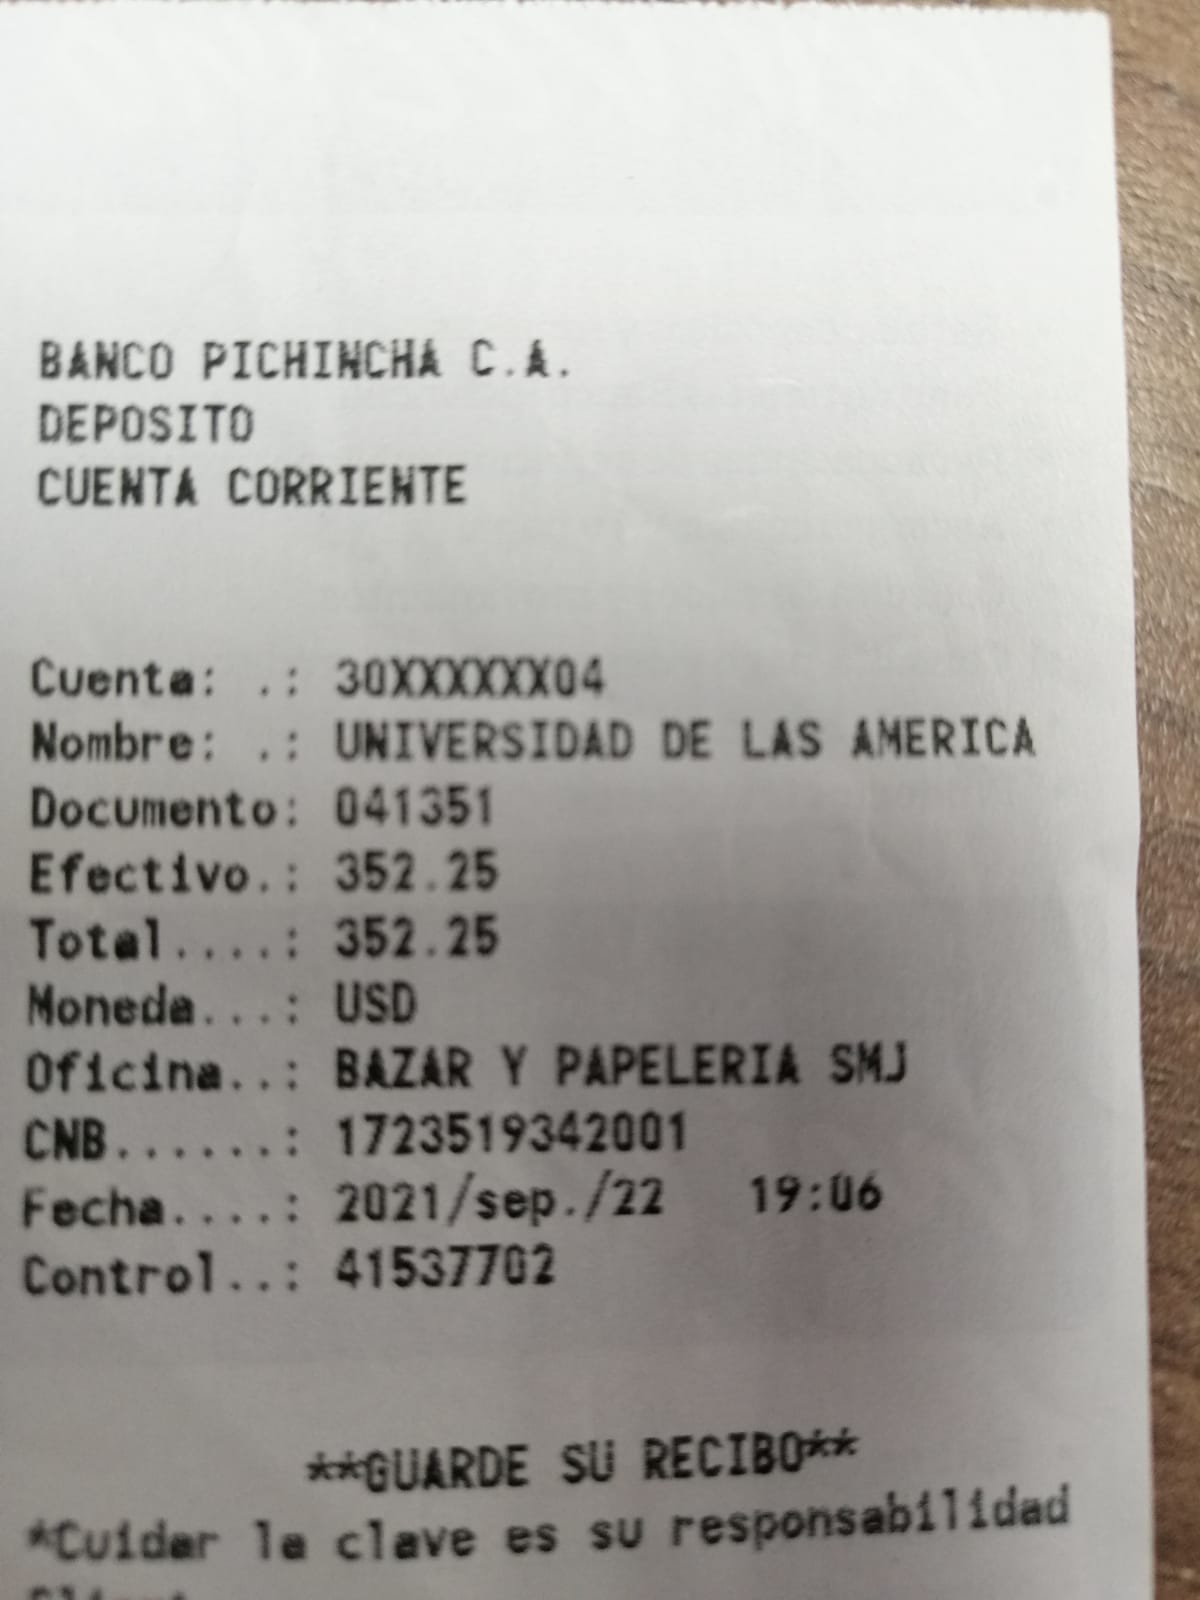 BANCO PICHINCHA C.A.
DEPOSITO
CUENTA CORRIENTE
Cuenta: .: 30XXXXXX04
Nombre: .: UNIVERSIDAD DE LAS AMERICA
Documento: 041351
Efectivo.: 352.25
Total....: 352.25
Moneda...: USD
Oficina..: BAZAR Y PAPELERIA SMJ
CNB......: 1723519342001
Fecha....: 2021/sep./22 19:06
Control..: 41537702
**GUARDE SU RECIBO**
*Cuidar la clave es su responsabilidad